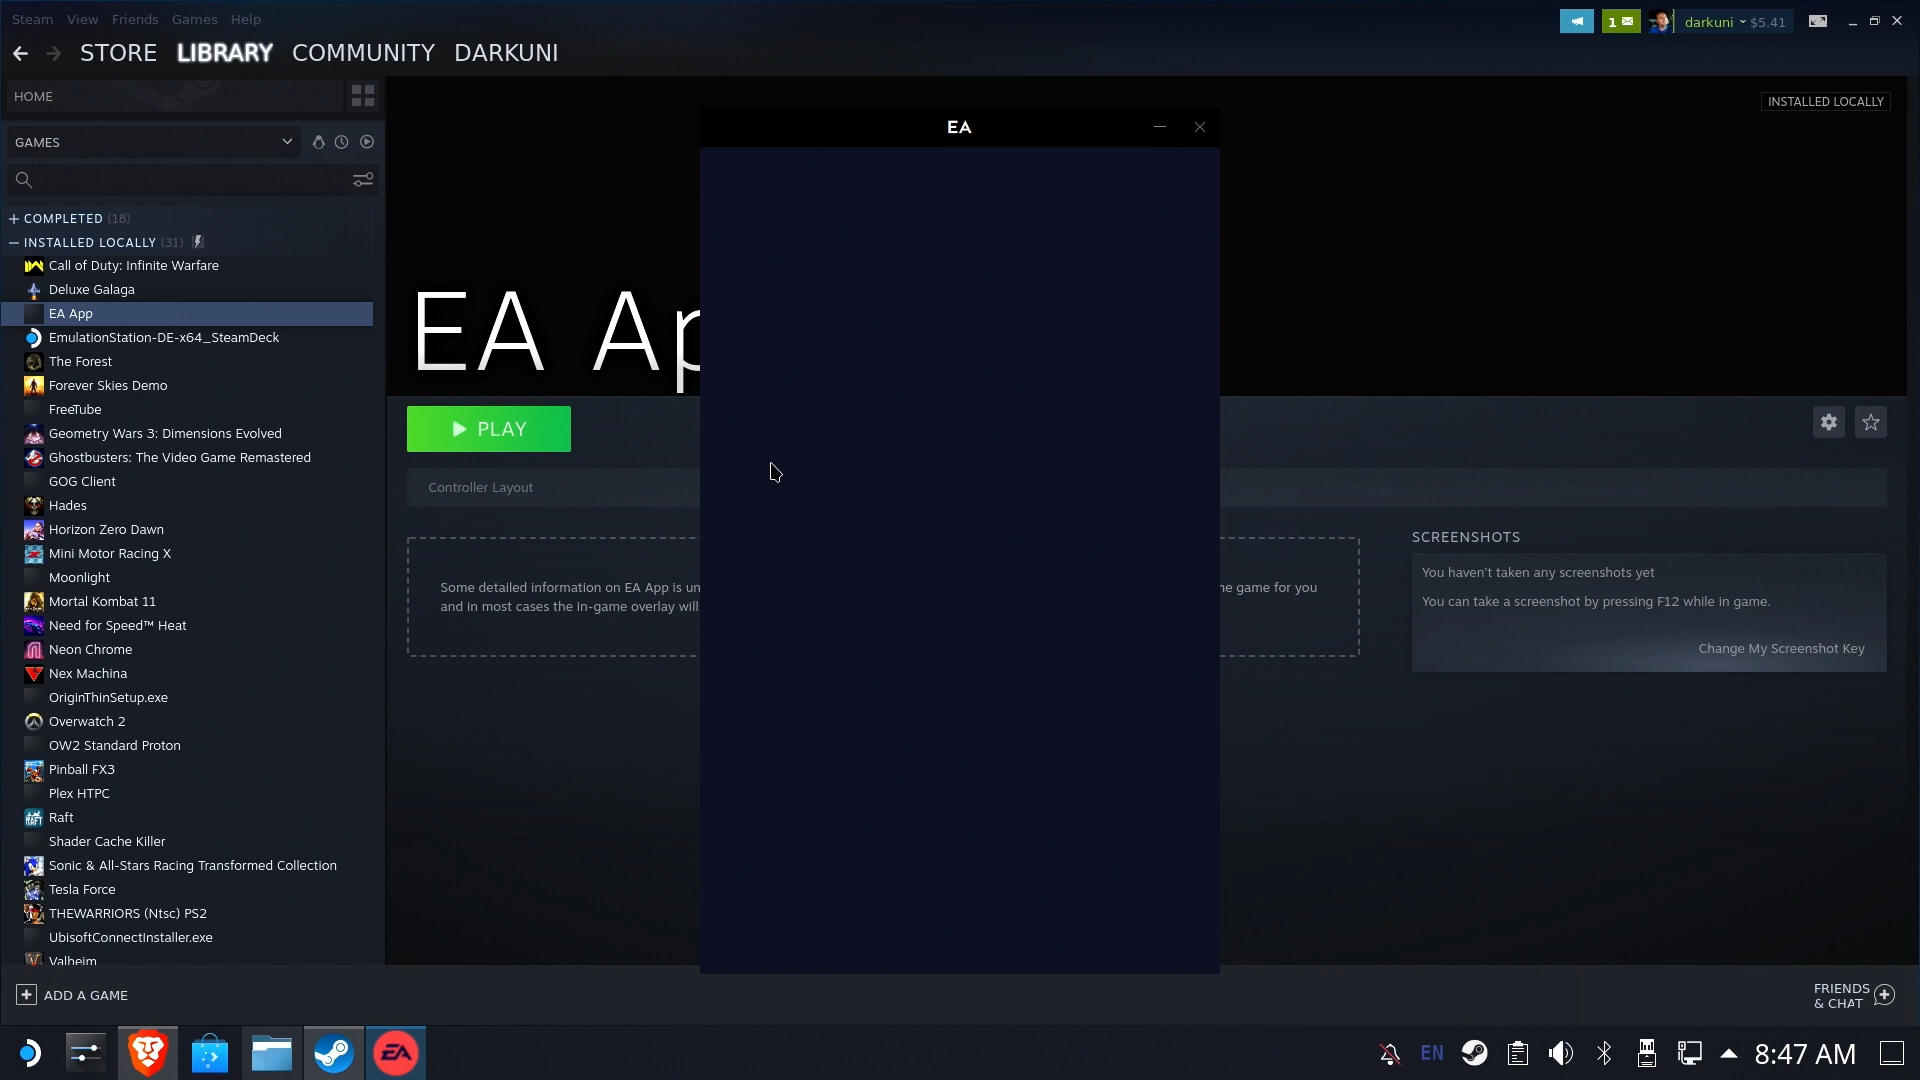 Steam View Friends Games Help
1 darkuni $5.41
STORE LIBRARY COMMUNITY DARKUNI
HOME
GAMES
+ COMPLETED (18)
— INSTALLED LOCALLY (31)
Call of Duty: Infinite Warfare
Deluxe Galaga
EA App
EmulationStation-DE-x64_SteamDeck
The Forest
Forever Skies Demo
FreeTube
Geometry Wars 3: Dimensions Evolved
Ghostbusters: The Video Game Remastered
GOG Client
Hades
Horizon Zero Dawn
Mini Motor Racing X
Moonlight
Mortal Kombat 11
Need for Speed™ Heat
Neon Chrome
Nex Machina
OriginThinSetup.exe
Overwatch 2
OW2 Standard Proton
Pinball FX3
Plex HTPC
Raft
Shader Cache Killer
Sonic & All-Stars Racing Transformed Collection
Tesla Force
THEWARRIORS (Ntsc) PS2
UbisoftConnectInstaller.exe
Valheim
+ ADD A GAME
INSTALLED LOCALLY
EA
EA Ap
PLAY
Controller Layout
Some detailed information on EA App is un
he game for you
and in most cases the in-game overlay will
SCREENSHOTS
You haven't taken any screenshots yet
You can take a screenshot by pressing F12 while in game.
Change My Screenshot Key
FRIENDS
& CHAT
EA
EN
8:47 AM